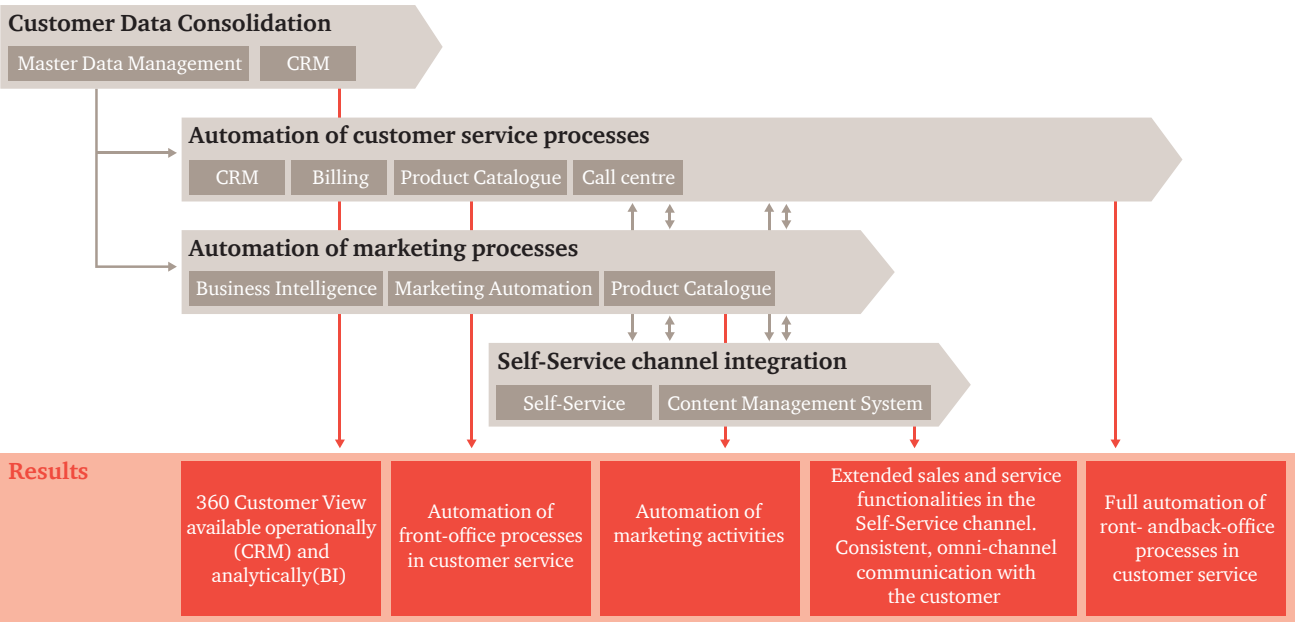 Customer Data Consolidation
Master Data Management
CRM
Automation of customer service processes
CRM
Billing
Product Catalogue
Call centre
Automation of marketing processes
Business Intelligence
Marketing Automation
Product Catalogue
Self-Service channel integration
Self-Service
Content Management System
Results
360 Customer View
available operationally
(CRM) and
analytically(BI)
Automation of
front-office processes
in customer service
Automation of
marketing activities
Extended sales and service
functionalities in the
Self-Service channel.
Consistent, omni-channel
communication with
the customer
Full automation of
ront- andback-office
processes in
customer service